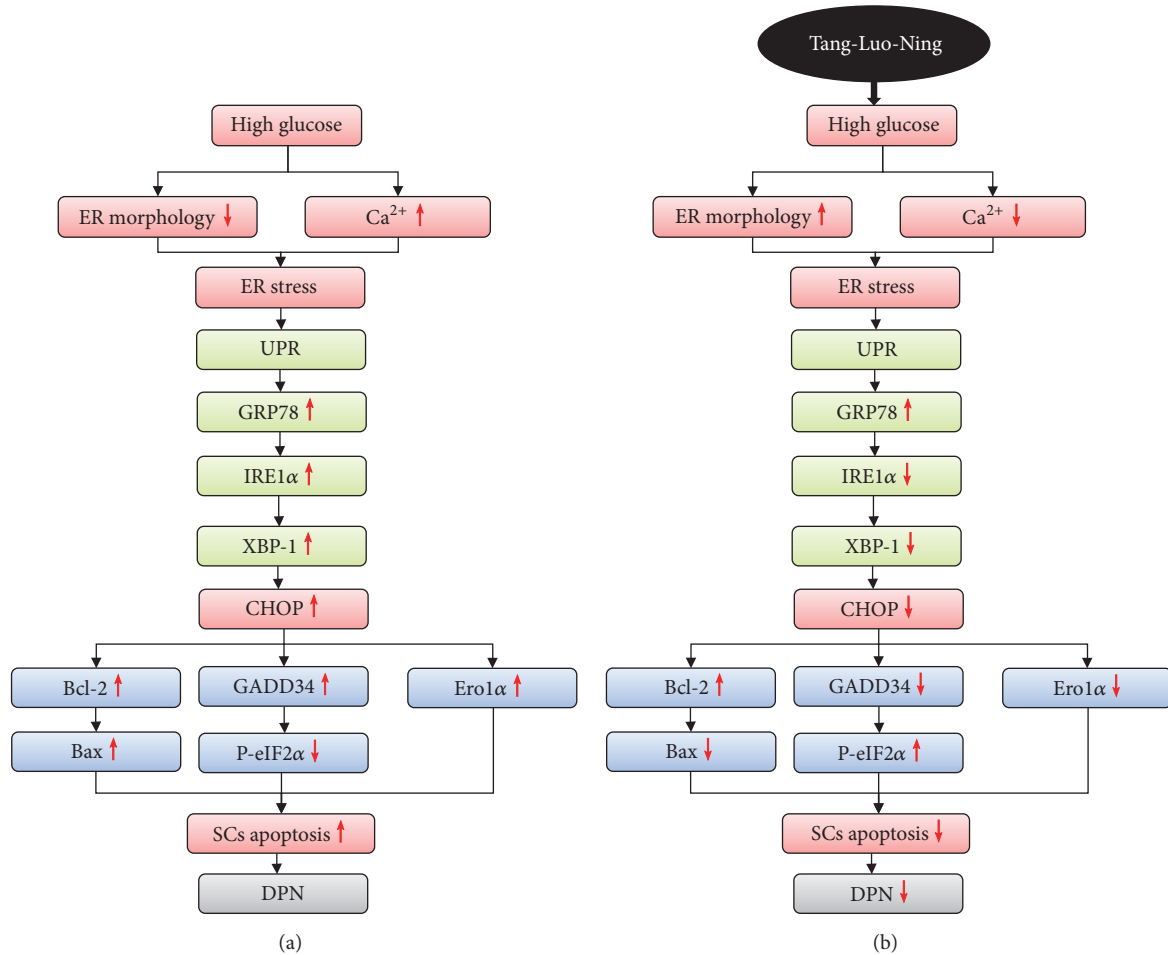 High glucose
ER morphology ↓
Ca²⁺ ↑
ER stress
UPR
GRP78 ↑
IRE1α ↑
XBP-1 ↑
CHOP ↑
Bcl-2 ↑
GADD34 ↑
Ero1α ↑
Bax ↑
P-eIF2α ↓
SCs apoptosis ↑
DPN
(a)
Tang-Luo-Ning
High glucose
ER morphology ↑
Ca²⁺ ↓
ER stress
UPR
GRP78 ↑
IRE1α ↓
XBP-1 ↓
CHOP ↓
Bcl-2 ↑
GADD34 ↓
Ero1α ↓
Bax ↓
P-eIF2α ↑
SCs apoptosis ↓
DPN ↓
(b)